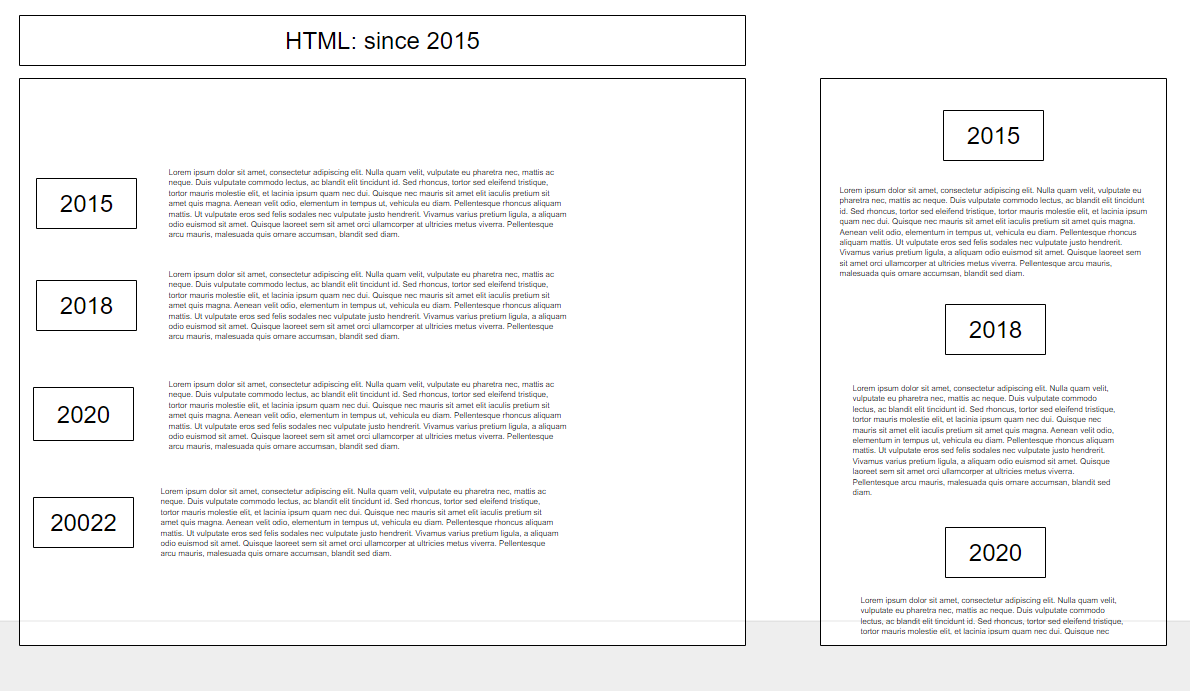 HTML: since 2015
2015
Lorem ipsum dolor sit amet, consectetur adipiscing elit. Nulla quam velit, vulputate eu pharetra nec, mattis ac
neque. Duis vulputate commodo lectus, ac blandit elit tincidunt id. Sed rhoncus, tortor sed eleifend tristique,
tortor mauris molestie elit, et lacinia ipsum quam nec dui. Quisque nec mauris sit amet elit iaculis pretium sit
amet quis magna. Aenean velit odio, elementum in tempus ut, vehicula eu diam. Pellentesque rhoncus aliquam
mattis. Ut vulputate eros sed felis sodales nec vulputate justo hendrerit. Vivamus varius pretium ligula, a aliquam
odio euismod sit amet. Quisque laoreet sem sit amet orci ullamcorper at ultricies metus viverra. Pellentesque
arcu mauris, malesuada quis ornare accumsan, blandit sed diam.
2018
Lorem ipsum dolor sit amet, consectetur adipiscing elit. Nulla quam velit, vulputate eu pharetra nec, mattis ac
neque. Duis vulputate commodo lectus, ac blandit elit tincidunt id. Sed rhoncus, tortor sed eleifend tristique,
tortor mauris molestie elit, et lacinia ipsum quam nec dui. Quisque nec mauris sit amet elit iaculis pretium sit
amet quis magna. Aenean velit odio, elementum in tempus ut, vehicula eu diam. Pellentesque rhoncus aliquam
mattis. Ut vulputate eros sed felis sodales nec vulputate justo hendrerit. Vivamus varius pretium ligula, a aliquam
odio euismod sit amet. Quisque laoreet sem sit amet orci ullamcorper at ultricies metus viverra. Pellentesque
arcu mauris, malesuada quis ornare accumsan, blandit sed diam.
2020
Lorem ipsum dolor sit amet, consectetur adipiscing elit. Nulla quam velit, vulputate eu pharetra nec, mattis ac
neque. Duis vulputate commodo lectus, ac blandit elit tincidunt id. Sed rhoncus, tortor sed eleifend tristique,
tortor mauris molestie elit, et lacinia ipsum quam nec dui. Quisque nec mauris sit amet elit iaculis pretium sit
amet quis magna. Aenean velit odio, elementum in tempus ut, vehicula eu diam. Pellentesque rhoncus aliquam
mattis. Ut vulputate eros sed felis sodales nec vulputate justo hendrerit. Vivamus varius pretium ligula, a aliquam
odio euismod sit amet. Quisque laoreet sem sit amet orci ullamcorper at ultricies metus viverra. Pellentesque
arcu mauris, malesuada quis ornare accumsan, blandit sed diam.
20022
Lorem ipsum dolor sit amet, consectetur adipiscing elit. Nulla quam velit, vulputate eu pharetra nec, mattis ac
neque. Duis vulputate commodo lectus, ac blandit elit tincidunt id. Sed rhoncus, tortor sed eleifend tristique,
tortor mauris molestie elit, et lacinia ipsum quam nec dui. Quisque nec mauris sit amet elit iaculis pretium sit
amet quis magna. Aenean velit odio, elementum in tempus ut, vehicula eu diam. Pellentesque rhoncus aliquam
mattis. Ut vulputate eros sed felis sodales nec vulputate justo hendrerit. Vivamus varius pretium ligula, a aliquam
odio euismod sit amet. Quisque laoreet sem sit amet orci ullamcorper at ultricies metus viverra. Pellentesque
arcu mauris, malesuada quis ornare accumsan, blandit sed diam.
2015
Lorem ipsum dolor sit amet, consectetur adipiscing elit. Nulla quam velit, vulputate eu
pharetra nec, mattis ac neque. Duis vulputate commodo lectus, ac blandit elit tincidunt
id. Sed rhoncus, tortor sed eleifend tristique, tortor mauris molestie elit, et lacinia ipsum
quam nec dui. Quisque nec mauris sit amet elit iaculis pretium sit amet quis magna.
Aenean velit odio, elementum in tempus ut, vehicula eu diam. Pellentesque rhoncus
aliquam mattis. Ut vulputate eros sed felis sodales nec vulputate justo hendrerit.
Vivamus varius pretium ligula, a aliquam odio euismod sit amet. Quisque laoreet sem
sit amet orci ullamcorper at ultricies metus viverra. Pellentesque arcu mauris,
malesuada quis ornare accumsan, blandit sed diam.
2018
Lorem ipsum dolor sit amet, consectetur adipiscing elit. Nulla quam velit,
vulputate eu pharetra nec, mattis ac neque. Duis vulputate commodo
lectus, ac blandit elit tincidunt id. Sed rhoncus, tortor sed eleifend tristique,
tortor mauris molestie elit, et lacinia ipsum quam nec dui. Quisque nec
mauris sit amet elit iaculis pretium sit amet quis magna. Aenean velit odio,
elementum in tempus ut, vehicula eu diam. Pellentesque rhoncus aliquam
mattis. Ut vulputate eros sed felis sodales nec vulputate justo hendrerit.
Vivamus varius pretium ligula, a aliquam odio euismod sit amet. Quisque
laoreet sem sit amet orci ullamcorper at ultricies metus viverra.
Pellentesque arcu mauris, malesuada quis ornare accumsan, blandit sed
diam.
2020
Lorem ipsum dolor sit amet, consectetur adipiscing elit. Nulla quam velit,
vulputate eu pharetra nec, mattis ac neque. Duis vulputate commodo
lectus, ac blandit elit tincidunt id. Sed rhoncus, tortor sed eleifend tristique,
tortor mauris molestie elit, et lacinia ipsum quam nec dui. Quisque nec